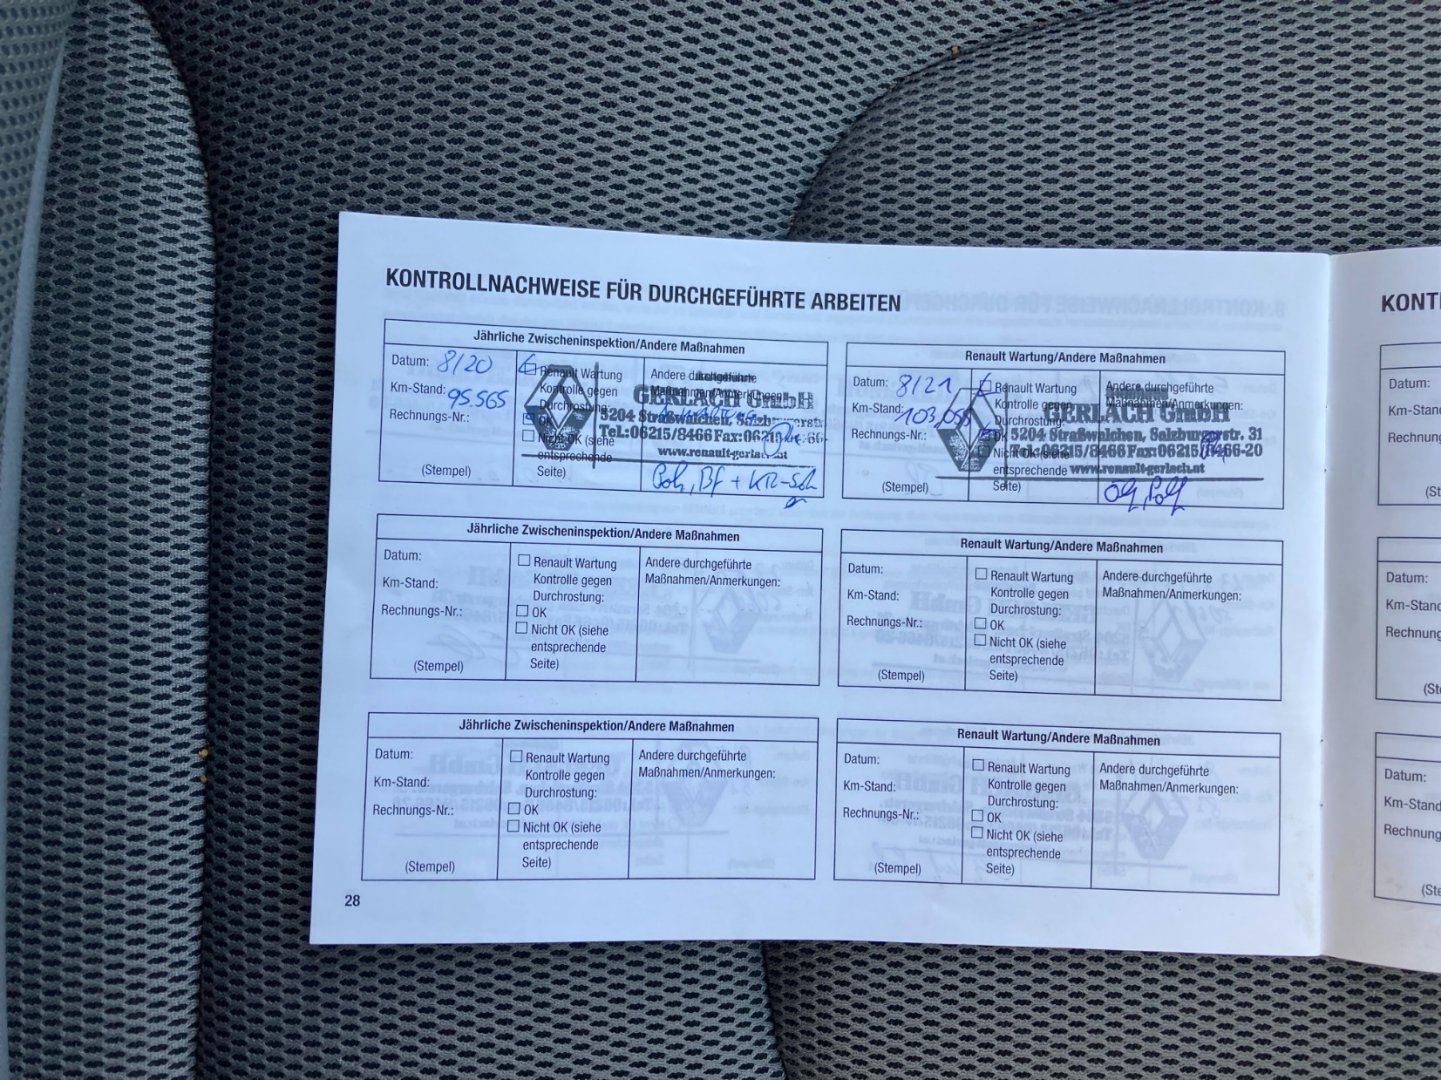 KONTROLLNACHWEISE FÜR DURCHGEFÜHRTE ARBEITEN
Jährliche Zwischeninspektion/Andere Maßnahmen
Datum: 8/20
Km-Stand: 95.565
Rechnungs-Nr.:
(Stempel)
Renault Wartung
Kontrolle gegen
Durchrostung:
OK
Nicht OK (siehe
entsprechende
Seite)
Andere durchgeführte
Maßnahmen/Anmerkungen:
GERLACH GmbH
5204 Straßwalchen, Salzburgerstr.
Tel.:06215/8466 Fax:06215/8466-
www.renault-gerlach.at
Renault Wartung/Andere Maßnahmen
Datum: 8/21
Km-Stand: 103,055
Rechnungs-Nr.:
(Stempel)
Renault Wartung
Kontrolle gegen
Durchrostung:
OK
Nicht OK (siehe
entsprechende
Seite)
Andere durchgeführte
Maßnahmen/Anmerkungen:
GERLACH GmbH
5204 Straßwalchen, Salzburgerstr. 31
Tel.:06215/8466 Fax:06215/8466-20
www.renault-gerlach.at
Jährliche Zwischeninspektion/Andere Maßnahmen
Datum:
Km-Stand:
Rechnungs-Nr.:
(Stempel)
Renault Wartung
Kontrolle gegen
Durchrostung:
OK
Nicht OK (siehe
entsprechende
Seite)
Andere durchgeführte
Maßnahmen/Anmerkungen:
Renault Wartung/Andere Maßnahmen
Datum:
Km-Stand:
Rechnungs-Nr.:
(Stempel)
Renault Wartung
Kontrolle gegen
Durchrostung:
OK
Nicht OK (siehe
entsprechende
Seite)
Andere durchgeführte
Maßnahmen/Anmerkungen:
Jährliche Zwischeninspektion/Andere Maßnahmen
Datum:
Km-Stand:
Rechnungs-Nr.:
(Stempel)
Renault Wartung
Kontrolle gegen
Durchrostung:
OK
Nicht OK (siehe
entsprechende
Seite)
Andere durchgeführte
Maßnahmen/Anmerkungen:
Renault Wartung/Andere Maßnahmen
Datum:
Km-Stand:
Rechnungs-Nr.:
(Stempel)
Renault Wartung
Kontrolle gegen
Durchrostung:
OK
Nicht OK (siehe
entsprechende
Seite)
Andere durchgeführte
Maßnahmen/Anmerkungen:
28
KONT
Datum:
Km-Stan
Rechnung
(St
Datum:
Km-Stanc
Rechnung
(St
Datum:
Km-Stand
Rechnung
(Ste